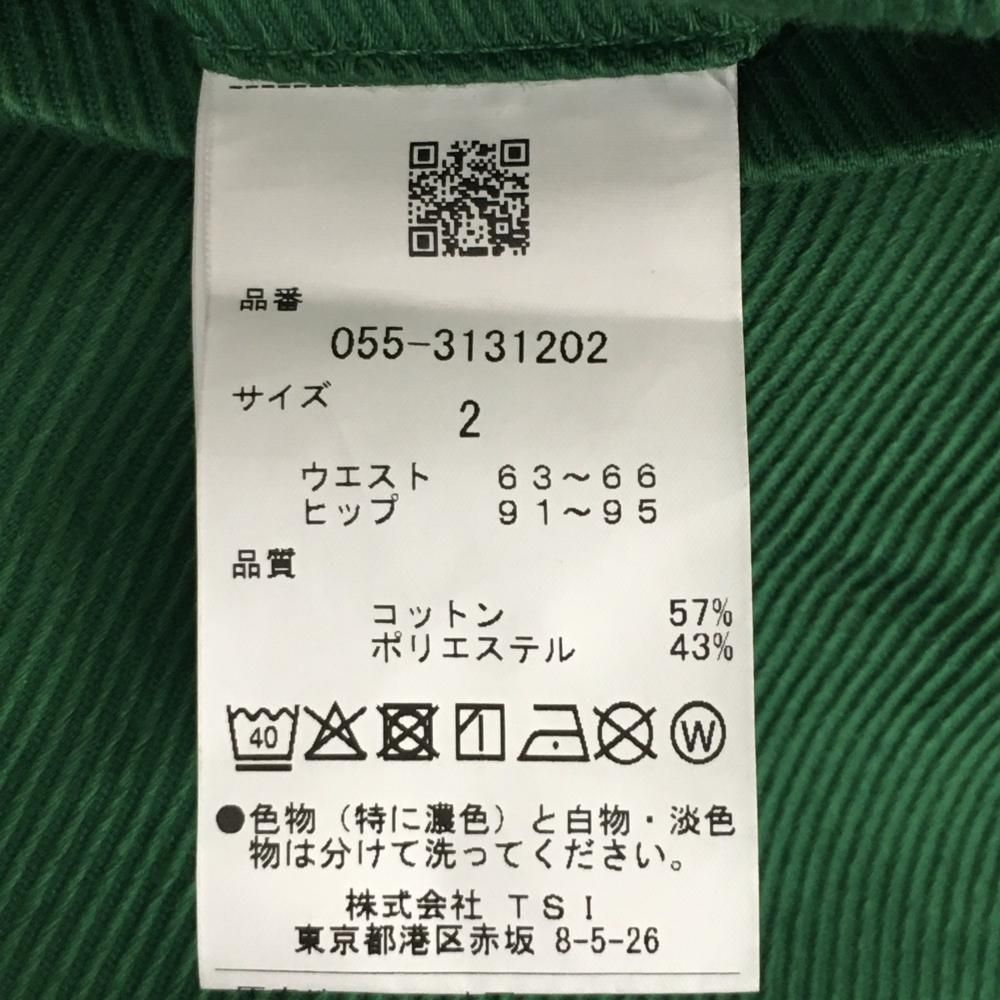 品番
055-3131202
サイズ
2
ウエスト 63～66
ヒップ 91～95
品質
コットン 57%
ポリエステル 43%
40
W
●色物（特に濃色）と白物・淡色
物は分けて洗ってください。
株式会社 TSI
東京都港区赤坂 8-5-26